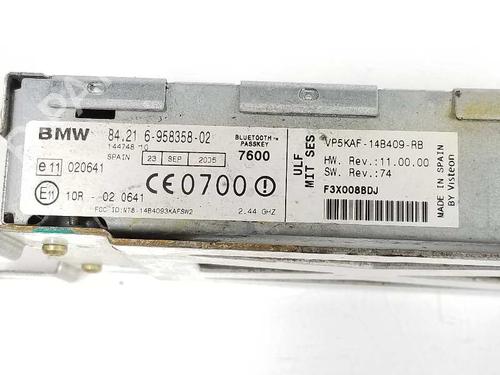 BMW 84.21 6-958358-02
144748-10
SPAIN 23 SEP 2005
BLUETOOTH PASSKEY
7600
e11 020641
E11 10R - 02 0641
CE0700!
FCC ID:NT8-14B4093KAFSW2 2.44 GHZ
ULF
MIT SES
VP5KAF-14B409-RB
HW. Rev.:11.00.00
SW. Rev.:74
F3X008BDJ
MADE IN SPAIN
BY Visteon